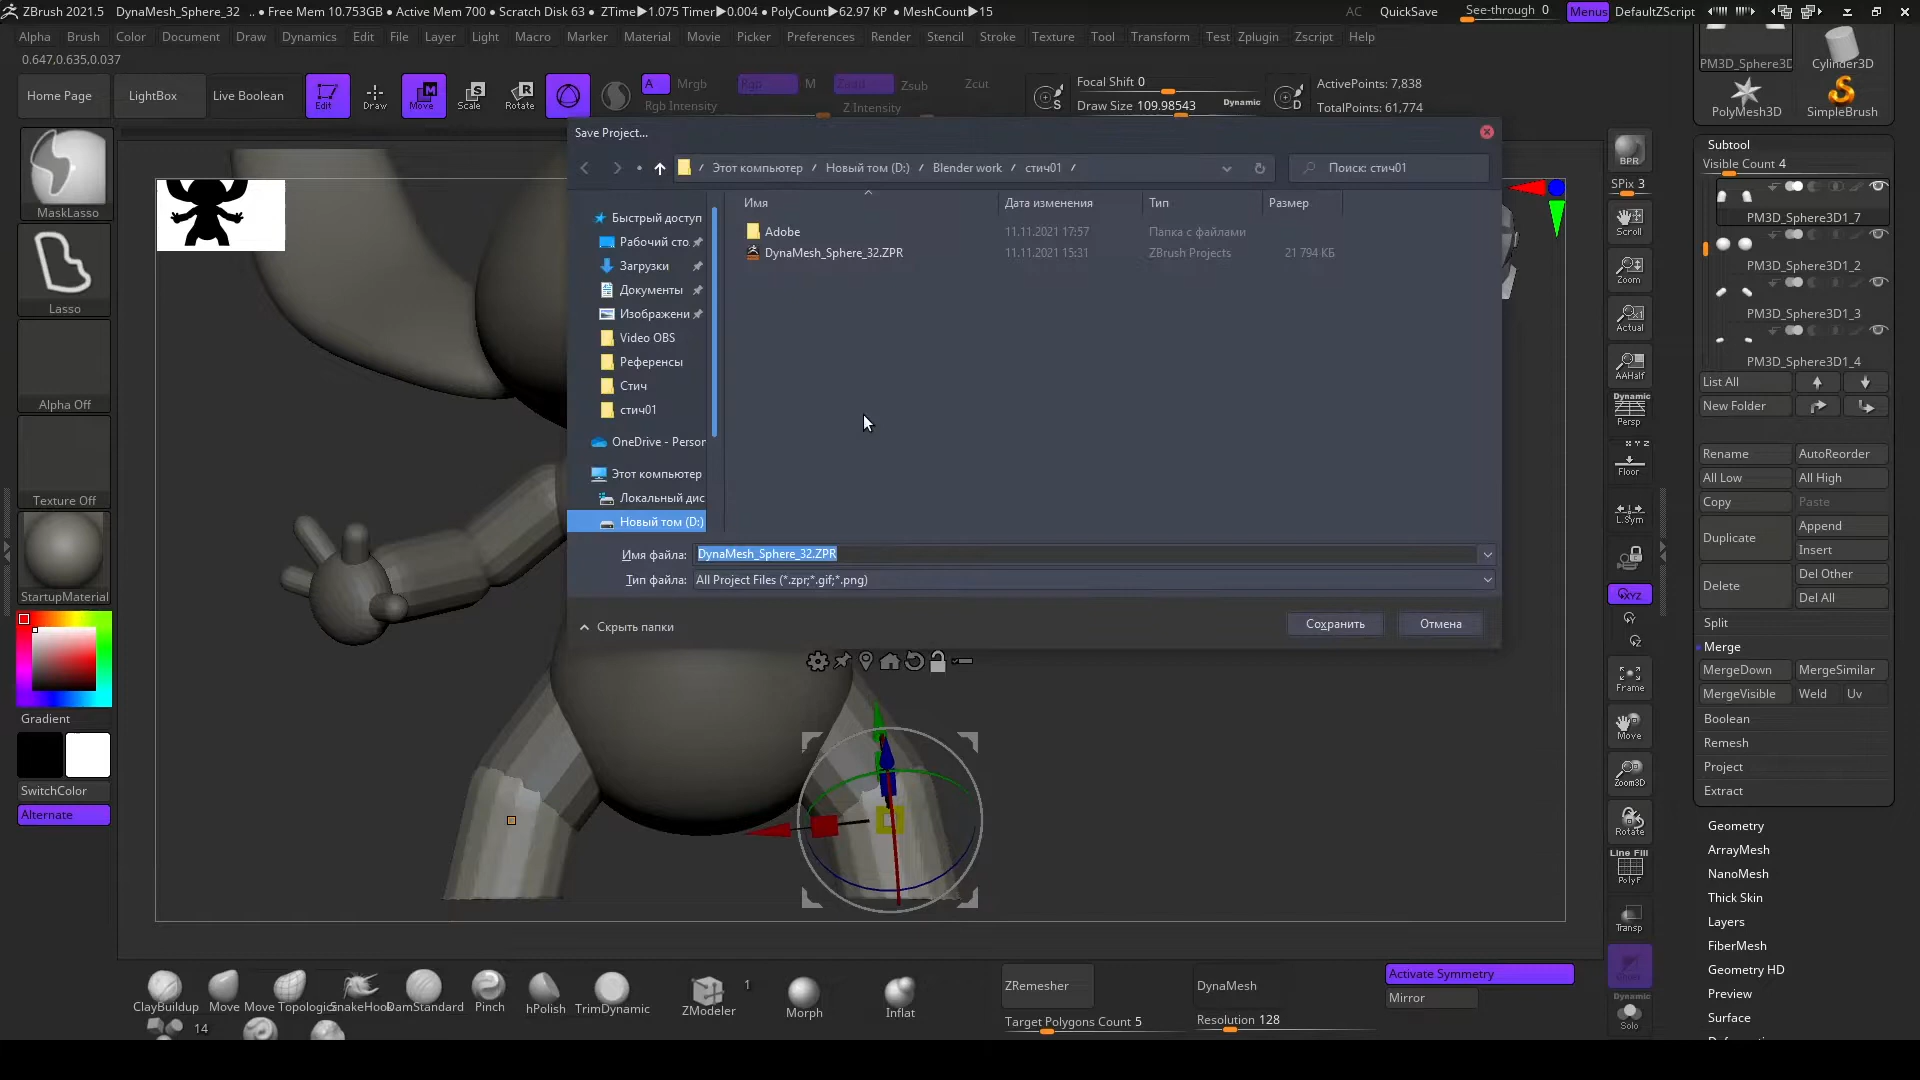 ZBrush 2021.5 DynaMesh_Sphere_32 .. ● Free Mem 10.753GB ● Active Mem 700 ● Scratch Disk 63 ● ZTime▶1.075 Timer▶0.004 ● PolyCount▶62.97 KP ● MeshCount▶15
AC QuickSave See-through 0 Menus DefaultZScript
Alpha Brush Color Document Draw Dynamics Edit File Layer Light Macro Marker Material Movie Picker Preferences Render Stencil Stroke Texture Tool Transform Test Zplugin Zscript Help
0.647,0.635,0.037
Home Page LightBox Live Boolean Edit Draw Move Scale Rotate
A Mrgb Rgb M Zadd Zsub Zcut
Rgb Intensity Z Intensity
Focal Shift 0
Draw Size 109.98543 Dynamic
S
D
ActivePoints: 7,838
TotalPoints: 61,774
PM3D_Sphere3D Cylinder3D
PolyMesh3D SimpleBrush
Save Project...
/ Этот компьютер / Новый том (D:) / Blender work / стич01 /
Поиск: стич01
Имя Дата изменения Тип Размер
Adobe 11.11.2021 17:57 Папка с файлами
DynaMesh_Sphere_32.ZPR 11.11.2021 15:31 ZBrush Projects 21 794 КБ
Быстрый доступ
Рабочий сто
Загрузки
Документы
Изображени
Video OBS
Референсы
Стич
стич01
OneDrive - Person
Этот компьютер
Локальный дис
Новый том (D:)
Имя файла: DynaMesh_Sphere_32.ZPR
Тип файла: All Project Files (*.zpr;*.gif;*.png)
Скрыть папки
Сохранить Отмена
MaskLasso
Lasso
Alpha Off
Texture Off
StartupMaterial
Gradient
SwitchColor
Alternate
BPR
SPix 3
Scroll
Zoom
Actual
AAHalf
Dynamic
Persp
X Y Z
Floor
L.Sym
XYZ
Frame
Move
Zoom3D
Rotate
Line Fill
PolyF
Transp
Dynamic
Solo
Subtool
Visible Count 4
PM3D_Sphere3D1_7
PM3D_Sphere3D1_2
PM3D_Sphere3D1_3
PM3D_Sphere3D1_4
List All
New Folder
Rename AutoReorder
All Low All High
Copy Paste
Duplicate Append
Insert
Delete Del Other
Del All
Split
Merge
MergeDown MergeSimilar
MergeVisible Weld Uv
Boolean
Remesh
Project
Extract
Geometry
ArrayMesh
NanoMesh
Thick Skin
Layers
FiberMesh
Geometry HD
Preview
Surface
ClayBuildup Move Move Topologic SnakeHook DamStandard Pinch hPolish TrimDynamic ZModeler 1 Morph Inflat
14
ZRemesher
Target Polygons Count 5
DynaMesh
Resolution 128
Activate Symmetry
Mirror